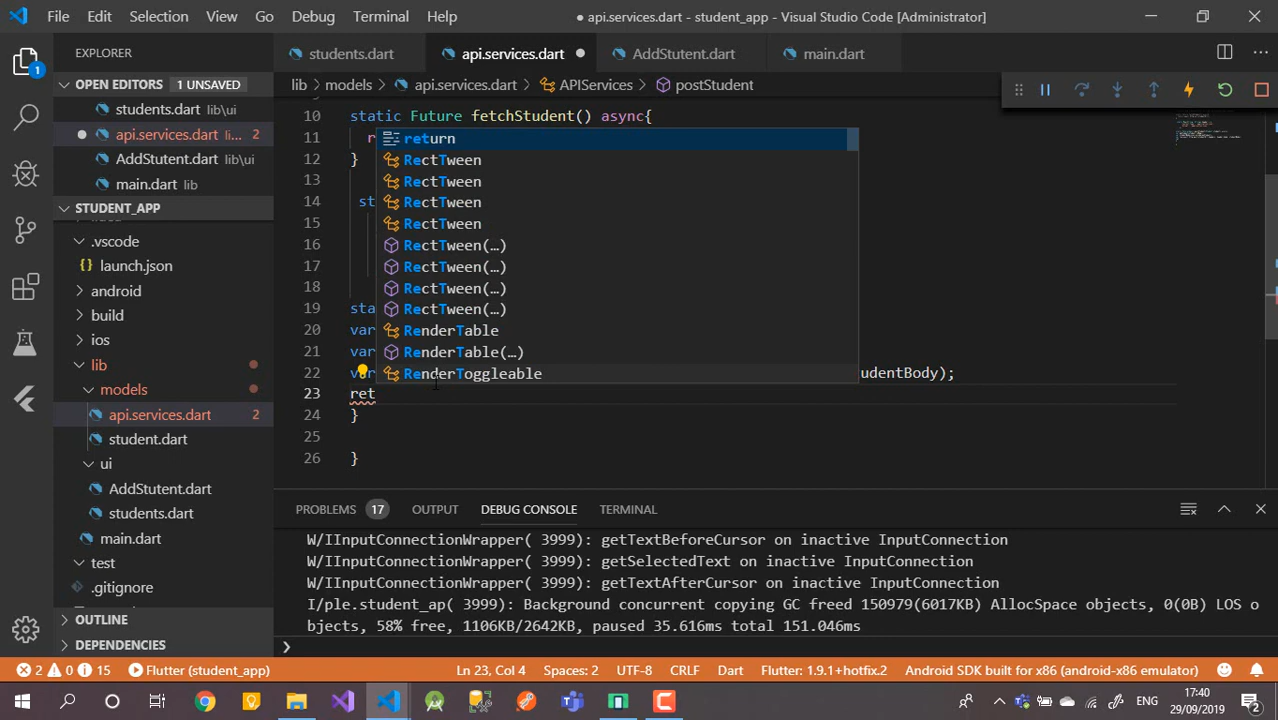 File Edit Selection View Go Debug Terminal Help
● api.services.dart - student_app - Visual Studio Code [Administrator]
EXPLORER
students.dart
api.services.dart ●
AddStutent.dart
main.dart
OPEN EDITORS 1 UNSAVED
students.dart lib\ui
● api.services.dart li... 2
AddStutent.dart lib\ui
main.dart lib
STUDENT_APP
.vscode
launch.json
android
build
ios
lib
models
api.services.dart 2
student.dart
ui
AddStutent.dart
students.dart
main.dart
test
.gitignore
OUTLINE
DEPENDENCIES
1
lib > models > api.services.dart > APIServices > postStudent
10 static Future fetchStudent() async{
11 r
12 }
13
14 st
15
16
17
18
19 sta
20 var
21 var
22 var udentBody);
23 ret
24 }
25
26 }
return
RectTween
RectTween
RectTween
RectTween
RectTween(…)
RectTween(…)
RectTween(…)
RectTween(…)
RenderTable
RenderTable(…)
RenderToggleable
PROBLEMS 17 OUTPUT DEBUG CONSOLE TERMINAL
W/IInputConnectionWrapper( 3999): getTextBeforeCursor on inactive InputConnection
W/IInputConnectionWrapper( 3999): getSelectedText on inactive InputConnection
W/IInputConnectionWrapper( 3999): getTextAfterCursor on inactive InputConnection
I/ple.student_ap( 3999): Background concurrent copying GC freed 150979(6017KB) AllocSpace objects, 0(0B) LOS o
bjects, 58% free, 1106KB/2642KB, paused 35.616ms total 151.046ms
2 0 15 Flutter (student_app) Ln 23, Col 4 Spaces: 2 UTF-8 CRLF Dart Flutter: 1.9.1+hotfix.2 Android SDK built for x86 (android-x86 emulator)
ENG 17:40
29/09/2019
2